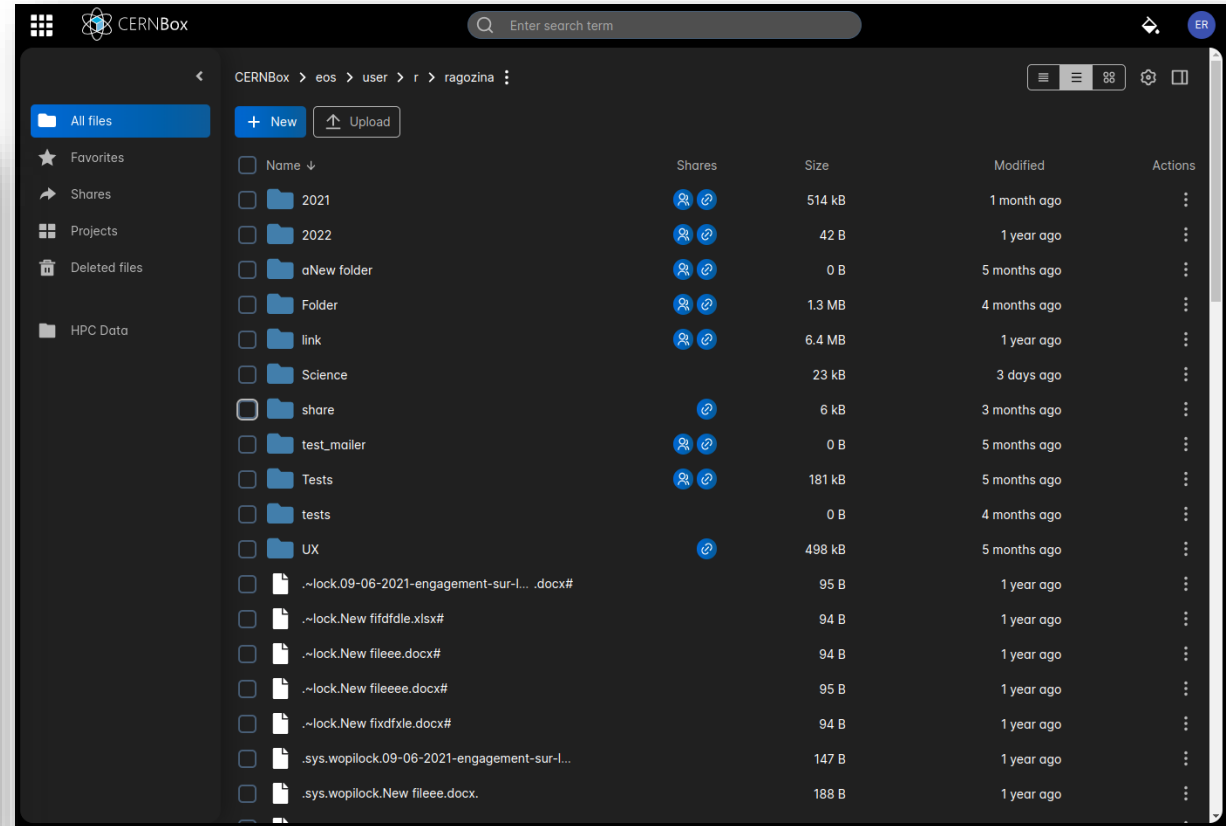 CERNBox
Enter search term
ER
CERNBox > eos > user > r > ragozina
All files
Favorites
Shares
Projects
Deleted files
HPC Data
+ New Upload
Name Shares Size Modified Actions
2021 514 kB 1 month ago
2022 42 B 1 year ago
aNew folder 0 B 5 months ago
Folder 1.3 MB 4 months ago
link 6.4 MB 1 year ago
Science 23 kB 3 days ago
share 6 kB 3 months ago
test_mailer 0 B 5 months ago
Tests 181 kB 5 months ago
tests 0 B 4 months ago
UX 498 kB 5 months ago
.~lock.09-06-2021-engagement-sur-l... .docx# 95 B 1 year ago
.~lock.New fifdfdle.xlsx# 94 B 1 year ago
.~lock.New fileee.docx# 94 B 1 year ago
.~lock.New fileeee.docx# 95 B 1 year ago
.~lock.New fixdfxle.docx# 94 B 1 year ago
.sys.wopilock.09-06-2021-engagement-sur-l... 147 B 1 year ago
.sys.wopilock.New fileee.docx. 188 B 1 year ago